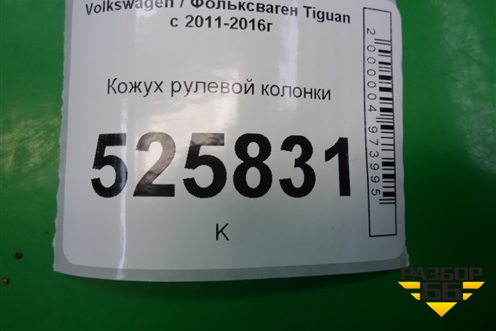 Volkswagen / Фольксваген Tiguan
с 2011-2016г
Кожух рулевой колонки
525831
К
2000004973995
РАЗБОР
66